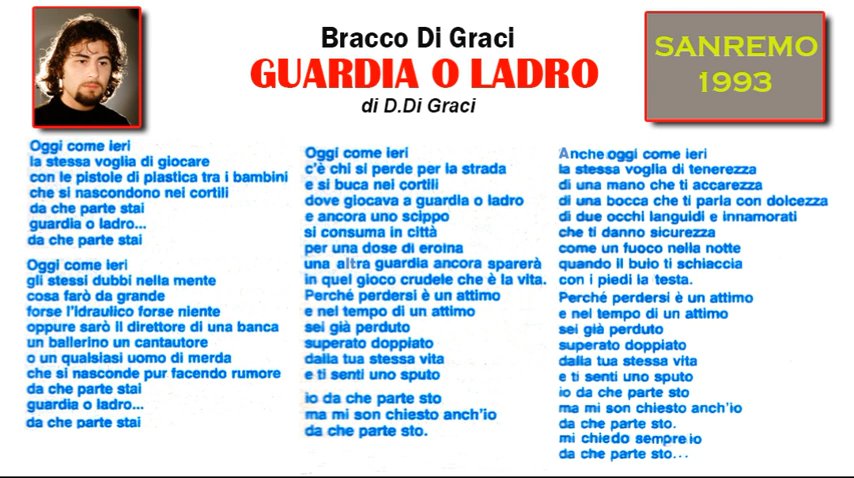 Bracco Di Graci
GUARDIA O LADRO
di D.Di Graci
SANREMO
1993
Oggi come ieri
la stessa voglia di giocare
con le pistole di plastica tra i bambini
che si nascondono nei cortili
da che parte stai
guardia o ladro...
da che parte stai
Oggi come ieri
gli stessi dubbi nella mente
cosa farò da grande
forse l'idraulico forse niente
oppure sarò il direttore di una banca
un ballerino un cantautore
o un qualsiasi uomo di merda
che si nasconde pur facendo rumore
da che parte stai
guardia o ladro...
da che parte stai
Oggi come ieri
c'è chi si perde per la strada
e si buca nei cortili
dove giocava a guardia o ladro
e ancora uno scippo
si consuma in città
per una dose di eroina
una altra guardia ancora sparerà
in quel gioco crudele che è la vita.
Perché perdersi è un attimo
e nel tempo di un attimo
sei già perduto
superato doppiato
dalla tua stessa vita
e ti senti uno sputo
io da che parte sto
ma mi son chiesto anch'io
da che parte sto.
Anche oggi come ieri
la stessa voglia di tenerezza
di una mano che ti accarezza
di una bocca che ti parla con dolcezza
di due occhi languidi e innamorati
che ti danno sicurezza
come un fuoco nella notte
quando il buio ti schiaccia
con i piedi la testa.
Perché perdersi è un attimo
e nel tempo di un attimo
sei già perduto
superato doppiato
dalla tua stessa vita
e ti senti uno sputo
io da che parte sto
ma mi son chiesto anch'io
da che parte sto.
mi chiedo sempre io
da che parte sto...